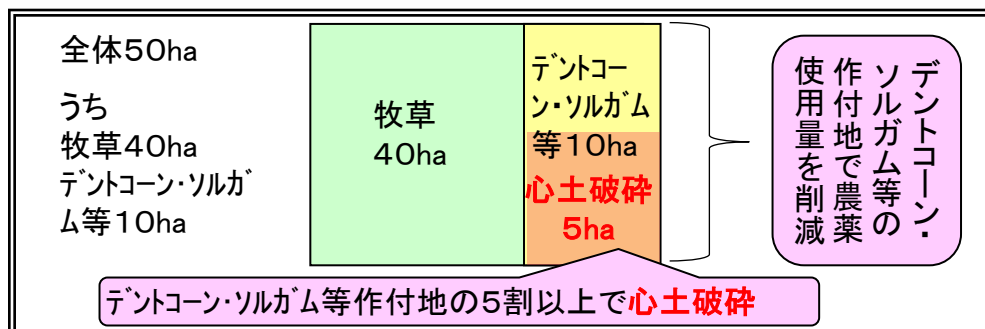 全体50ha
うち
牧草40ha
デントコーン・ソルガ
ム等10ha
牧草
40ha
デントコー
ン・ソルガム
等10ha
心土破砕
5ha
デントコーン・
ソルガム等の
作付地で農薬
使用量を削減
デントコーン・ソルガム等作付地の5割以上で心土破砕